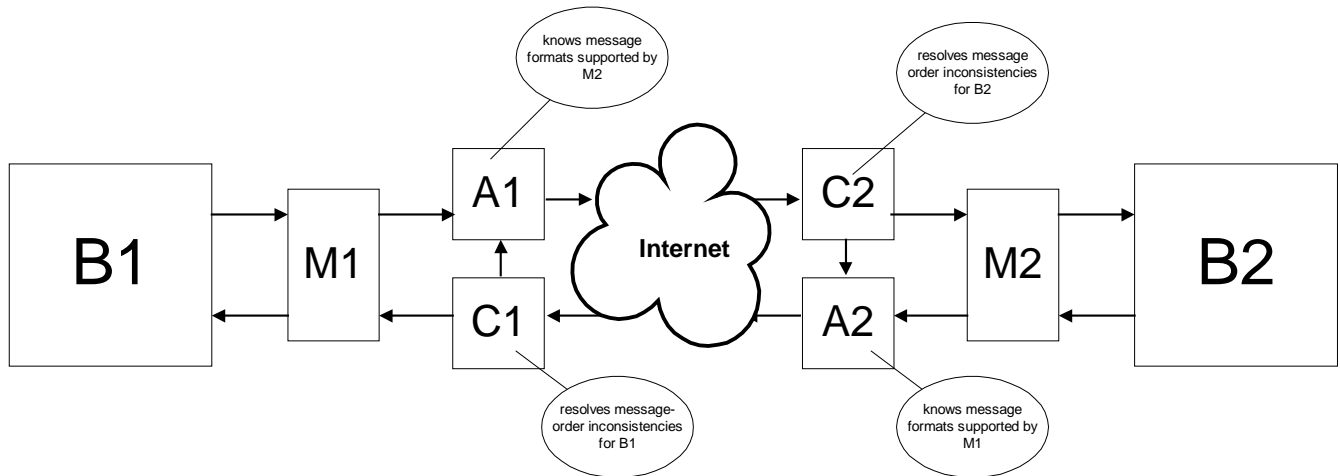 knows message
formats supported by
M2
resolves message
order inconsistencies
for B2
B1
M1
A1
C1
Internet
C2
A2
M2
B2
resolves message-
order inconsistencies
for B1
knows message
formats supported by
M1